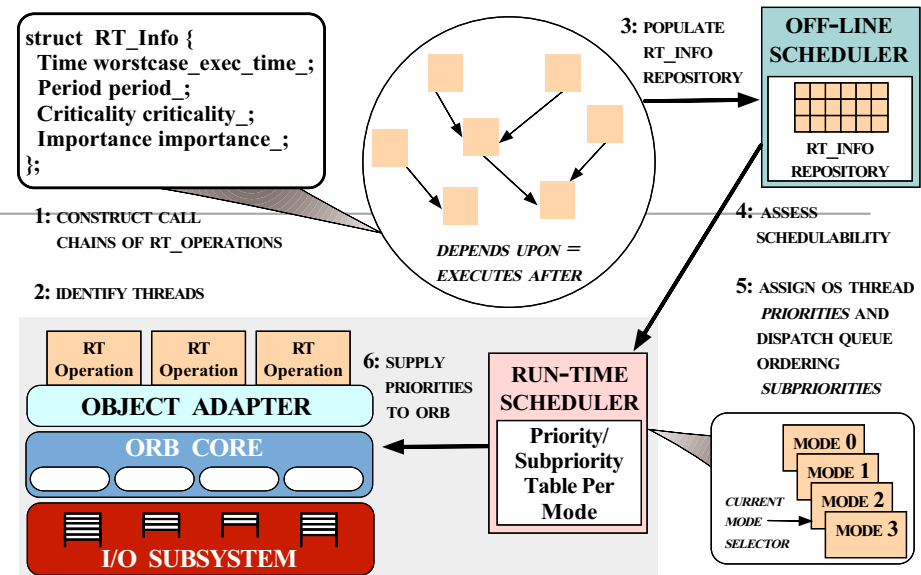 struct RT_Info {
Time worstcase_exec_time_;
Period period_;
Criticality criticality_;
Importance importance_;
};
1: CONSTRUCT CALL
CHAINS OF RT_OPERATIONS
2: IDENTIFY THREADS
DEPENDS UPON =
EXECUTES AFTER
3: POPULATE
RT_INFO
REPOSITORY
OFF-LINE
SCHEDULER
RT_INFO
REPOSITORY
4: ASSESS
SCHEDULABILITY
5: ASSIGN OS THREAD
PRIORITIES AND
DISPATCH QUEUE
ORDERING
SUBPRIORITIES
RT
Operation
RT
Operation
RT
Operation
OBJECT ADAPTER
ORB CORE
I/O SUBSYSTEM
6: SUPPLY
PRIORITIES
TO ORB
RUN-TIME
SCHEDULER
Priority/
Subpriority
Table Per
Mode
MODE 0
MODE 1
MODE 2
MODE 3
CURRENT
MODE
SELECTOR